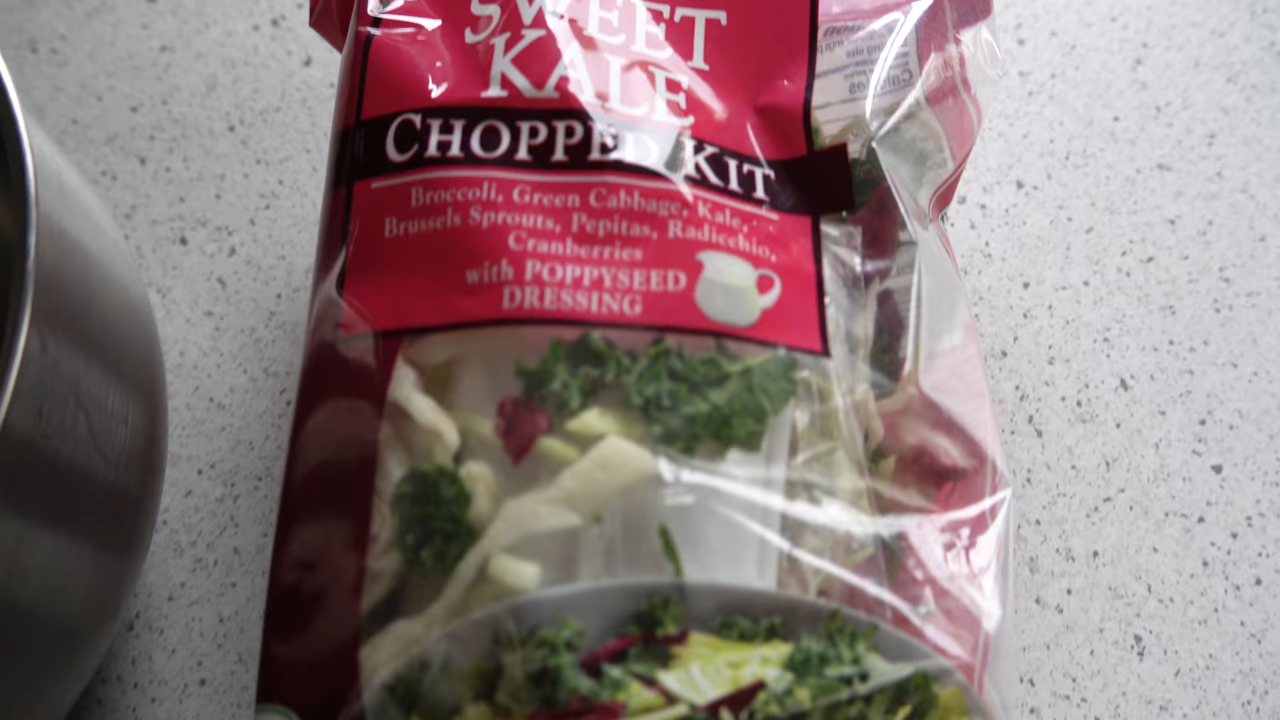 SWEET
KALE
CHOPPED KIT
Broccoli, Green Cabbage, Kale,
Brussels Sprouts, Pepitas, Radicchio,
Cranberries
with POPPYSEED
DRESSING